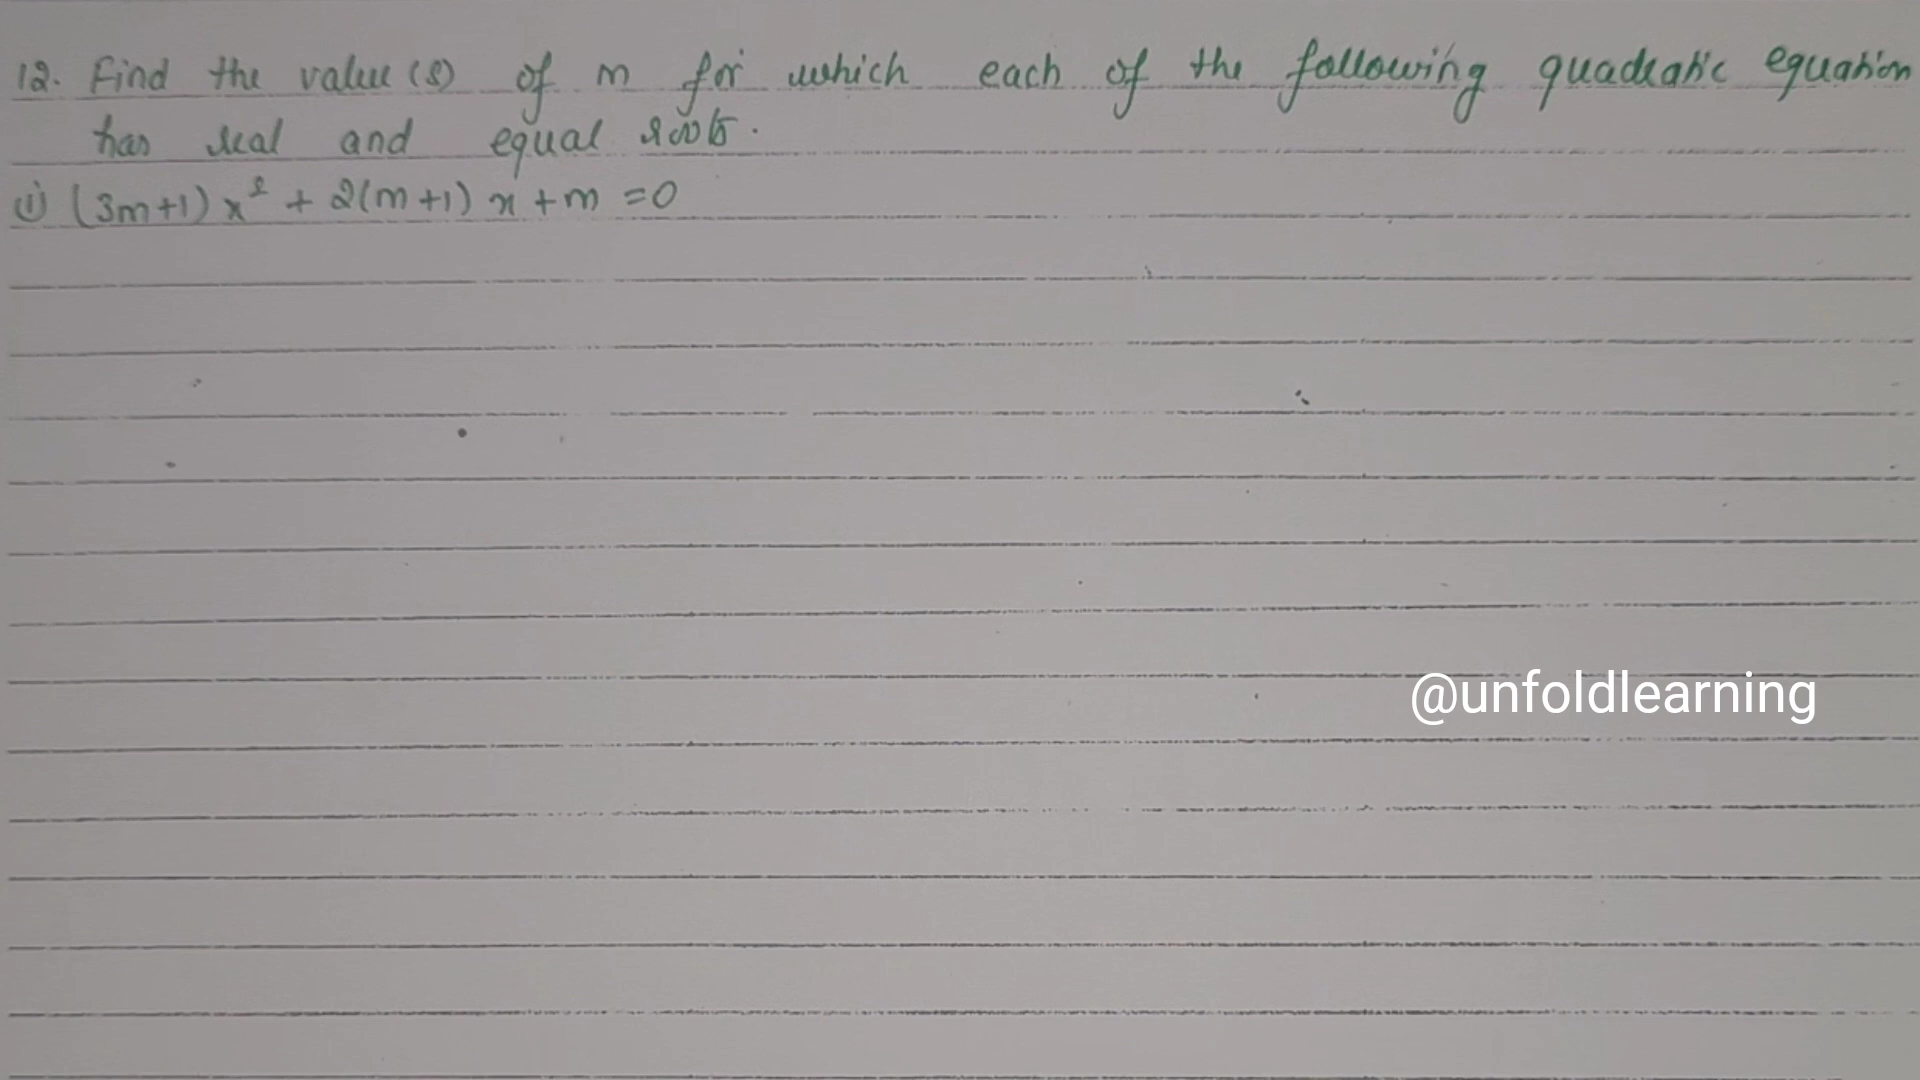 12. Find the value(s) of m for which each of the following quadratic equation
has real and equal roots.
(i) (3m+1)x² + 2(m+1)x + m = 0
@unfoldlearning